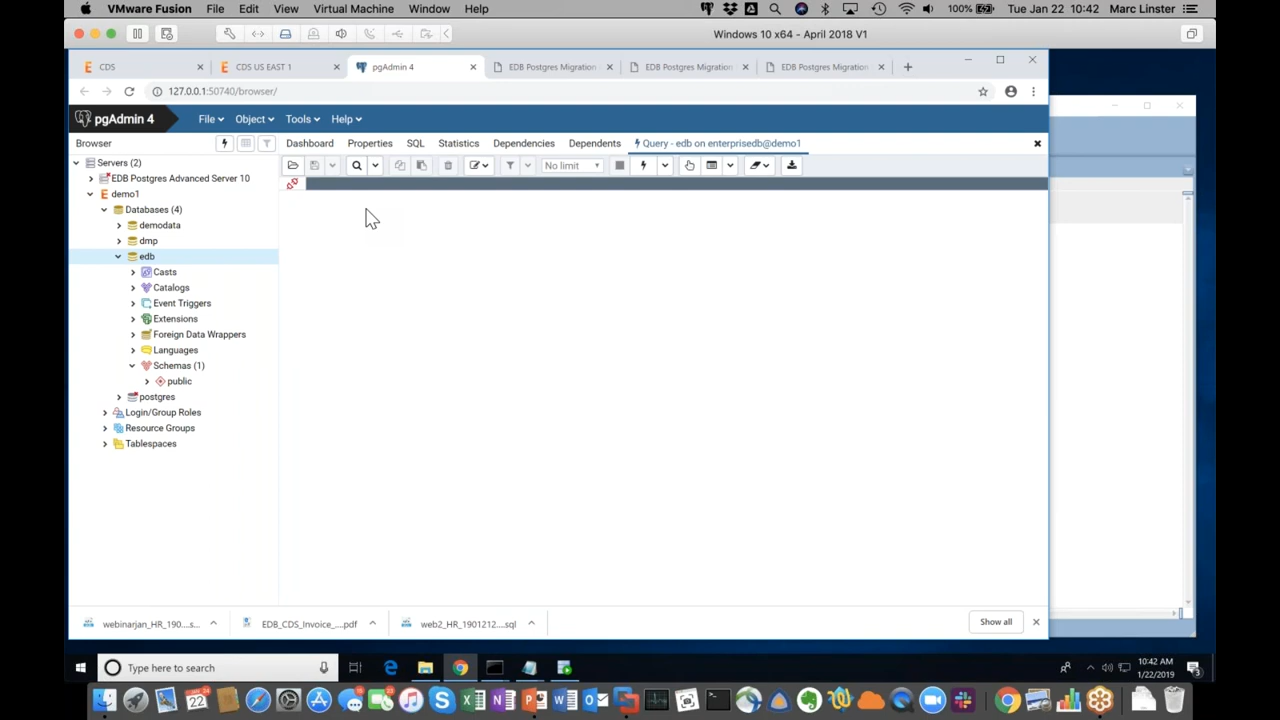 VMware Fusion File Edit View Virtual Machine Window Help 100% Tue Jan 22 10:42 Marc Linster
Windows 10 x64 - April 2018 V1
CDS CDS US EAST 1 pgAdmin 4 EDB Postgres Migration EDB Postgres Migration EDB Postgres Migration
127.0.0.1:50740/browser/
pgAdmin 4 File Object Tools Help
Browser Dashboard Properties SQL Statistics Dependencies Dependents Query - edb on enterprisedb@demo1
No limit
Servers (2)
EDB Postgres Advanced Server 10
demo1
Databases (4)
demodata
dmp
edb
Casts
Catalogs
Event Triggers
Extensions
Foreign Data Wrappers
Languages
Schemas (1)
public
postgres
Login/Group Roles
Resource Groups
Tablespaces
webinarjan_HR_190....s... EDB_CDS_Invoice_....pdf web2_HR_1901212....sql Show all
Type here to search 10:42 AM
1/22/2019